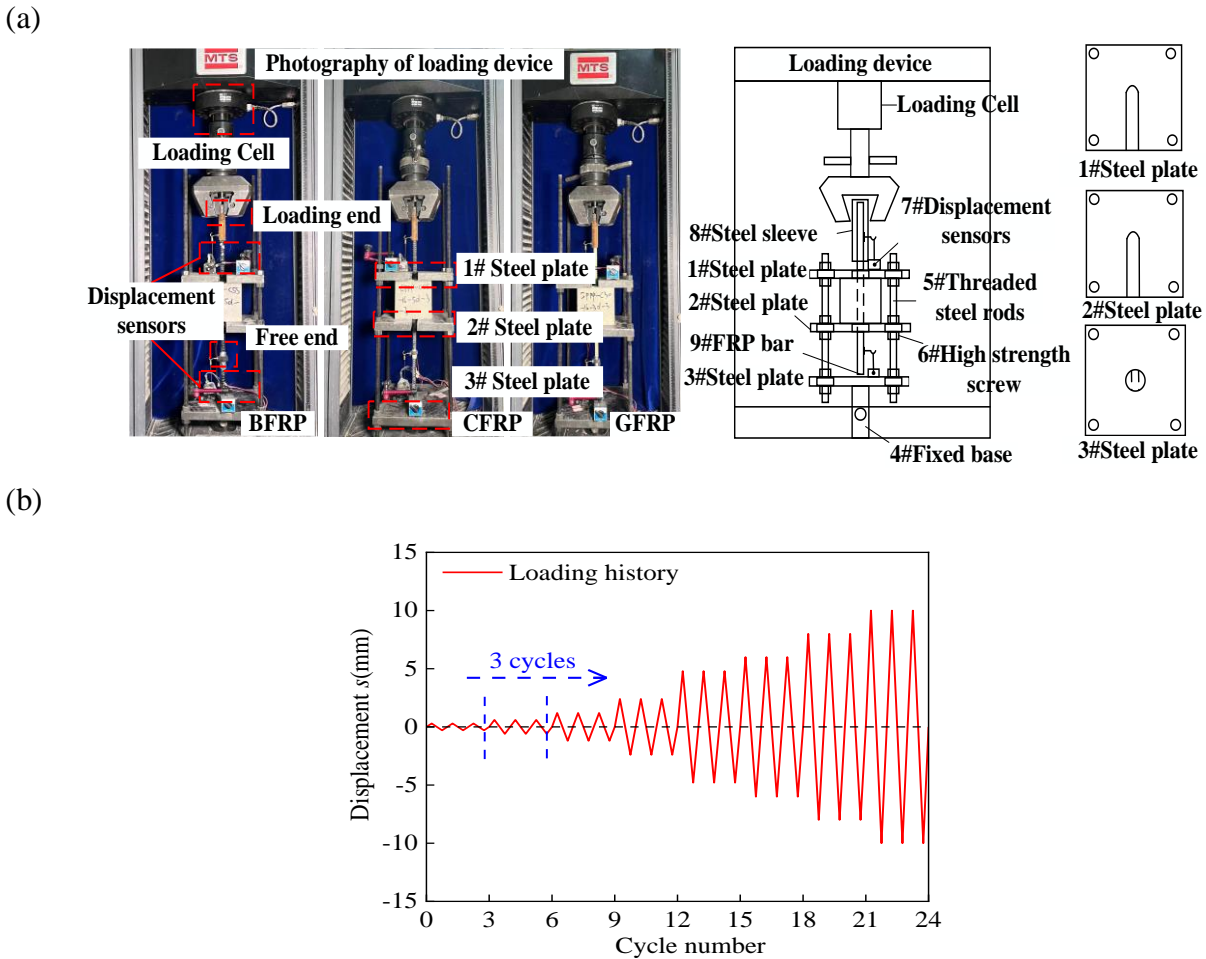 (a)
MTS
Photography of loading device
MTS
Loading Cell
Loading end
Displacement
sensors
Free end
1# Steel plate
2# Steel plate
3# Steel plate
BFRP
CFRP
GFRP
Loading device
Loading Cell
7#Displacement
sensors
8#Steel sleeve
1#Steel plate
2#Steel plate
5#Threaded
steel rods
9#FRP bar
3#Steel plate
6#High strength
screw
4#Fixed base
1#Steel plate
2#Steel plate
3#Steel plate
(b)
Loading history
3 cycles
Displacement s(mm)
15
10
5
0
-5
-10
-15
0 3 6 9 12 15 18 21 24
Cycle number